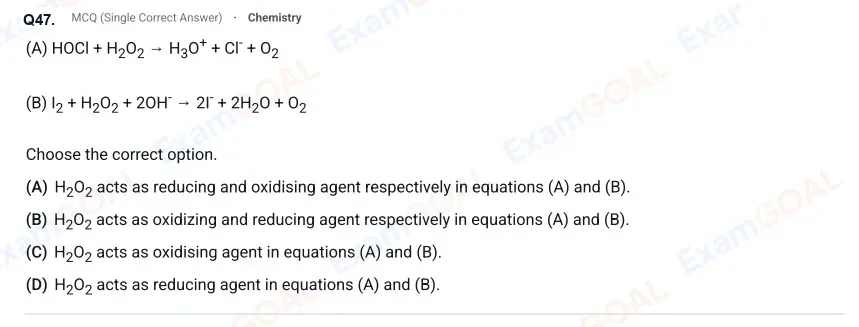 Q47. MCQ (Single Correct Answer) · Chemistry
(A) HOCl + H₂O₂ → H₃O⁺ + Cl⁻ + O₂
(B) I₂ + H₂O₂ + 2OH⁻ → 2I⁻ + 2H₂O + O₂
Choose the correct option.
(A) H₂O₂ acts as reducing and oxidising agent respectively in equations (A) and (B).
(B) H₂O₂ acts as oxidizing and reducing agent respectively in equations (A) and (B).
(C) H₂O₂ acts as oxidising agent in equations (A) and (B).
(D) H₂O₂ acts as reducing agent in equations (A) and (B).